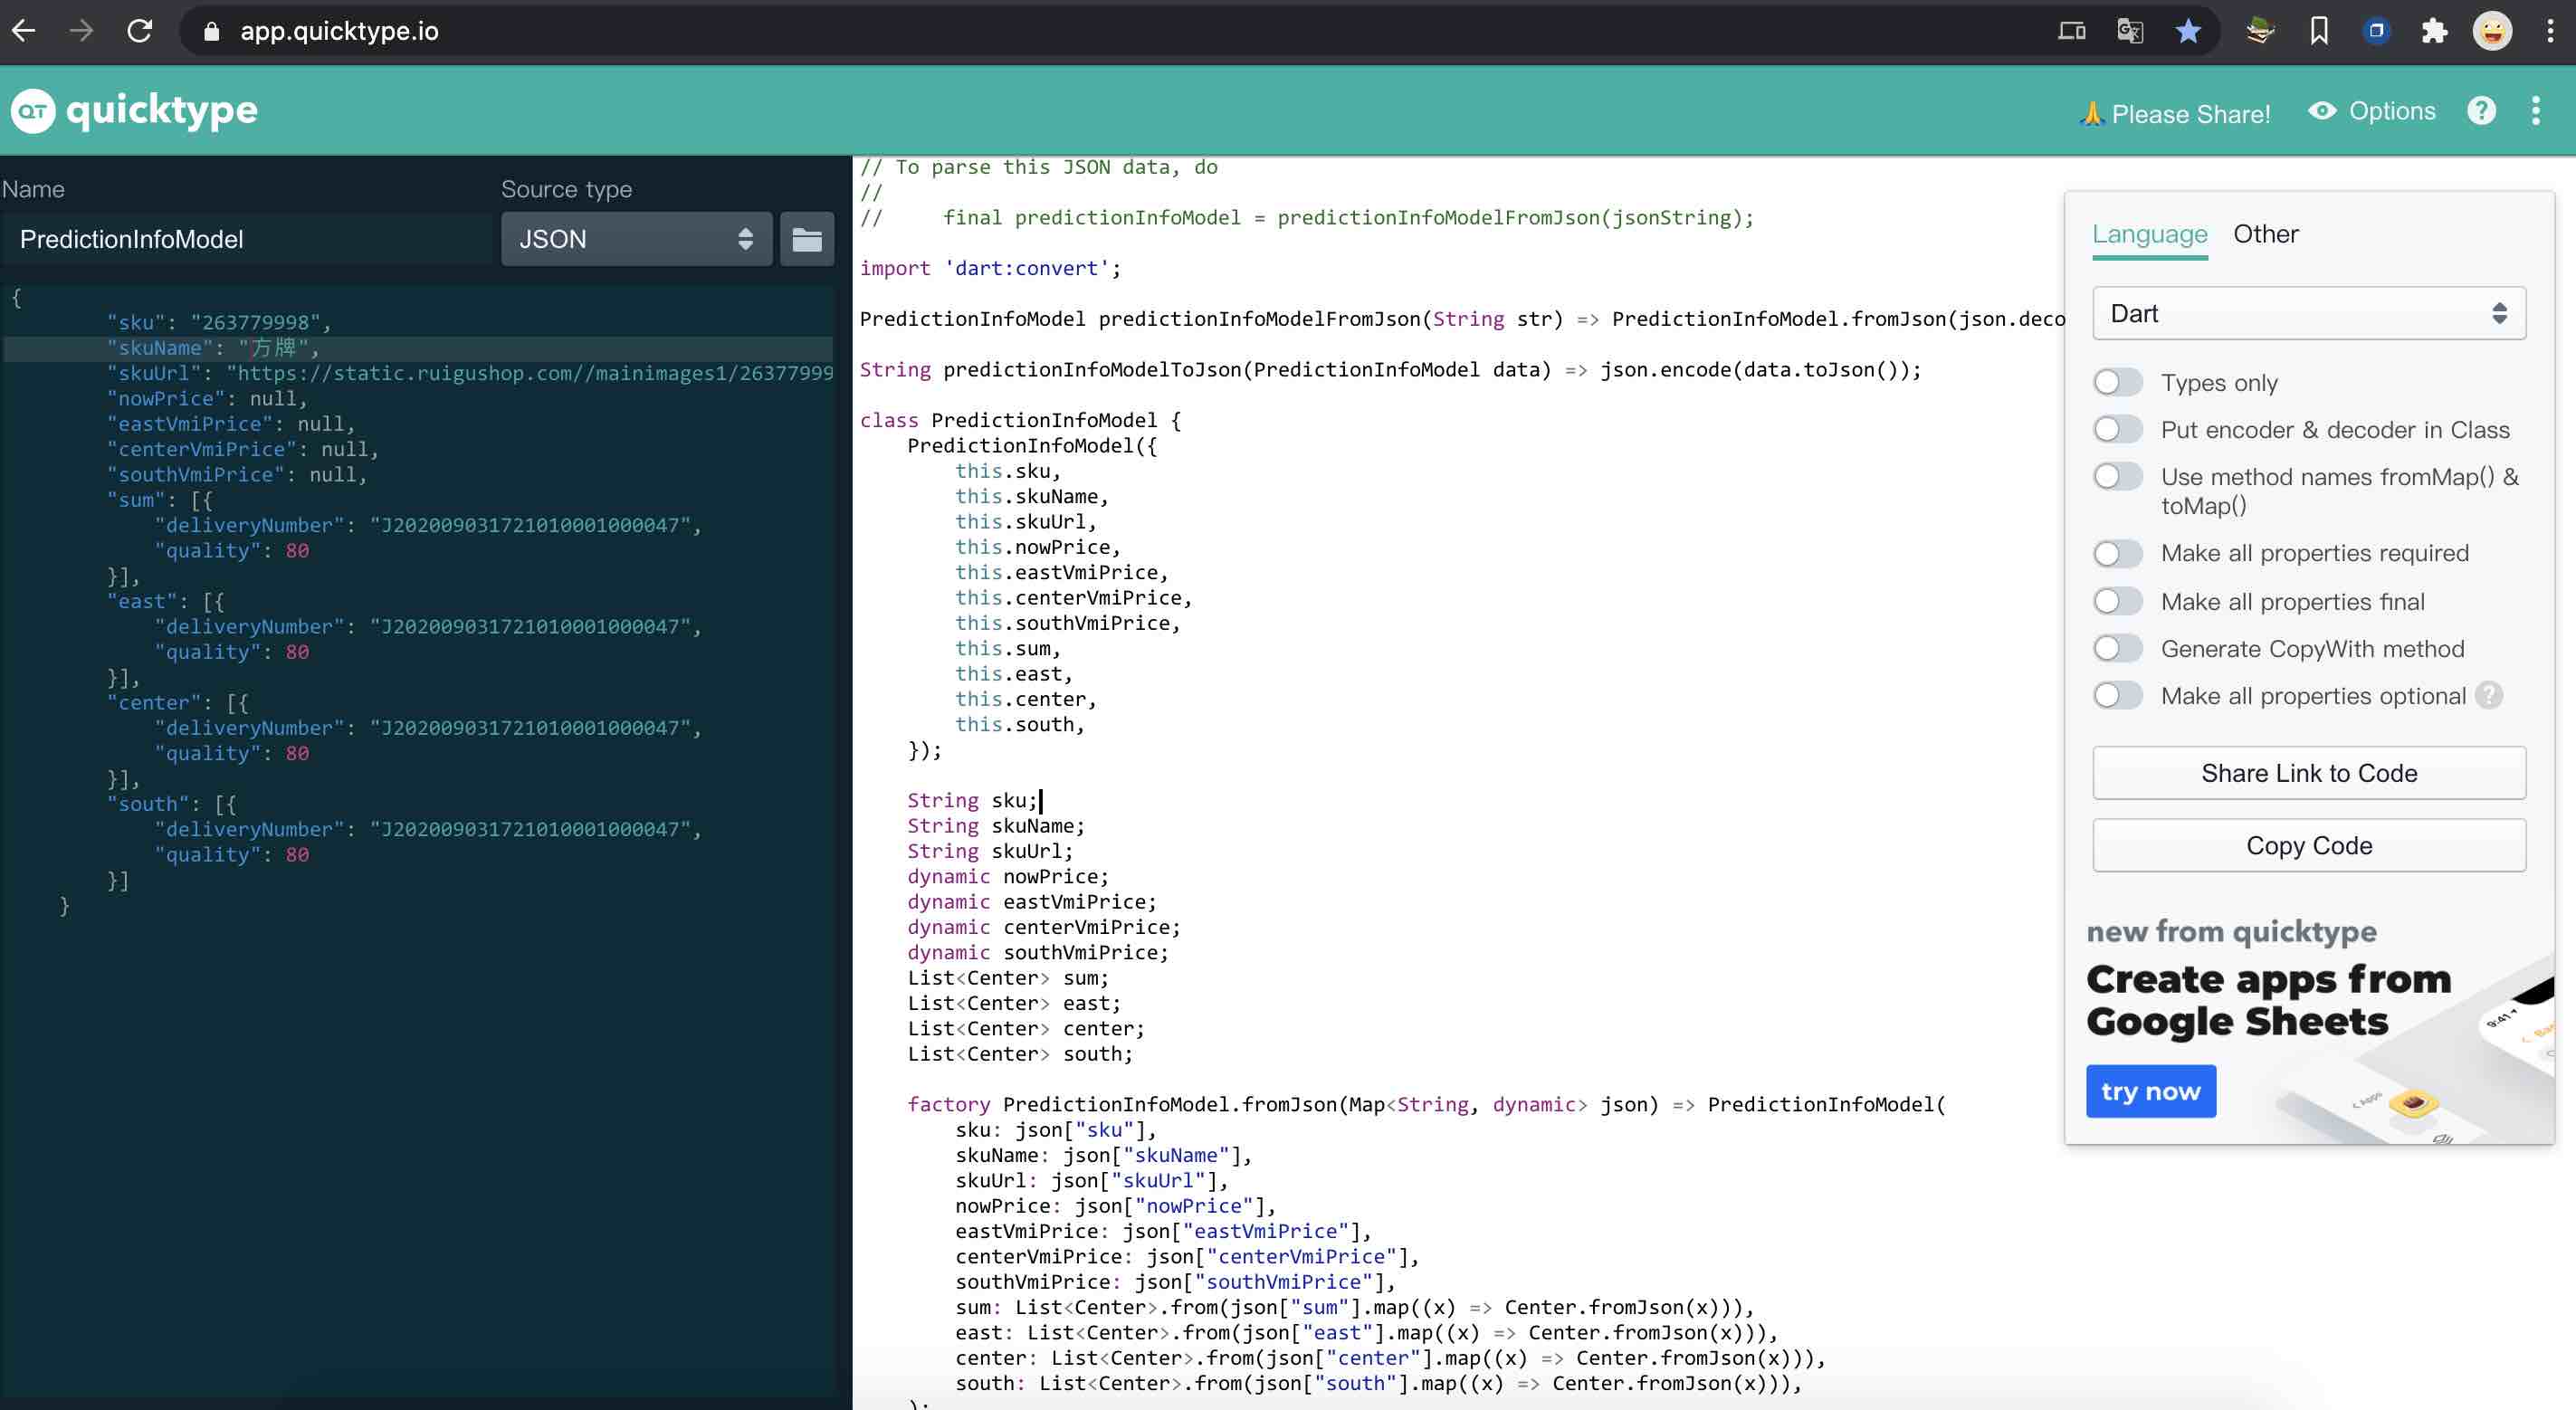 app.quicktype.io
QT quicktype
🙏 Please Share!
Options
?
Name
Source type
PredictionInfoModel
JSON
{
"sku": "263779998",
"skuName": "方牌",
"skuUrl": "https://static.ruigushop.com//mainimages1/26377999
"nowPrice": null,
"eastVmiPrice": null,
"centerVmiPrice": null,
"southVmiPrice": null,
"sum": [{
"deliveryNumber": "J202009031721010001000047",
"quality": 80
}],
"east": [{
"deliveryNumber": "J202009031721010001000047",
"quality": 80
}],
"center": [{
"deliveryNumber": "J202009031721010001000047",
"quality": 80
}],
"south": [{
"deliveryNumber": "J202009031721010001000047",
"quality": 80
}]
}
// To parse this JSON data, do
//
//     final predictionInfoModel = predictionInfoModelFromJson(jsonString);
import 'dart:convert';
PredictionInfoModel predictionInfoModelFromJson(String str) => PredictionInfoModel.fromJson(json.deco
String predictionInfoModelToJson(PredictionInfoModel data) => json.encode(data.toJson());
class PredictionInfoModel {
PredictionInfoModel({
this.sku,
this.skuName,
this.skuUrl,
this.nowPrice,
this.eastVmiPrice,
this.centerVmiPrice,
this.southVmiPrice,
this.sum,
this.east,
this.center,
this.south,
});
String sku;
String skuName;
String skuUrl;
dynamic nowPrice;
dynamic eastVmiPrice;
dynamic centerVmiPrice;
dynamic southVmiPrice;
List<Center> sum;
List<Center> east;
List<Center> center;
List<Center> south;
factory PredictionInfoModel.fromJson(Map<String, dynamic> json) => PredictionInfoModel(
sku: json["sku"],
skuName: json["skuName"],
skuUrl: json["skuUrl"],
nowPrice: json["nowPrice"],
eastVmiPrice: json["eastVmiPrice"],
centerVmiPrice: json["centerVmiPrice"],
southVmiPrice: json["southVmiPrice"],
sum: List<Center>.from(json["sum"].map((x) => Center.fromJson(x))),
east: List<Center>.from(json["east"].map((x) => Center.fromJson(x))),
center: List<Center>.from(json["center"].map((x) => Center.fromJson(x))),
south: List<Center>.from(json["south"].map((x) => Center.fromJson(x))),
);
Language
Other
Dart
Types only
Put encoder & decoder in Class
Use method names fromMap() &
toMap()
Make all properties required
Make all properties final
Generate CopyWith method
Make all properties optional ?
Share Link to Code
Copy Code
new from quicktype
Create apps from
Google Sheets
try now
9:41
< Apps